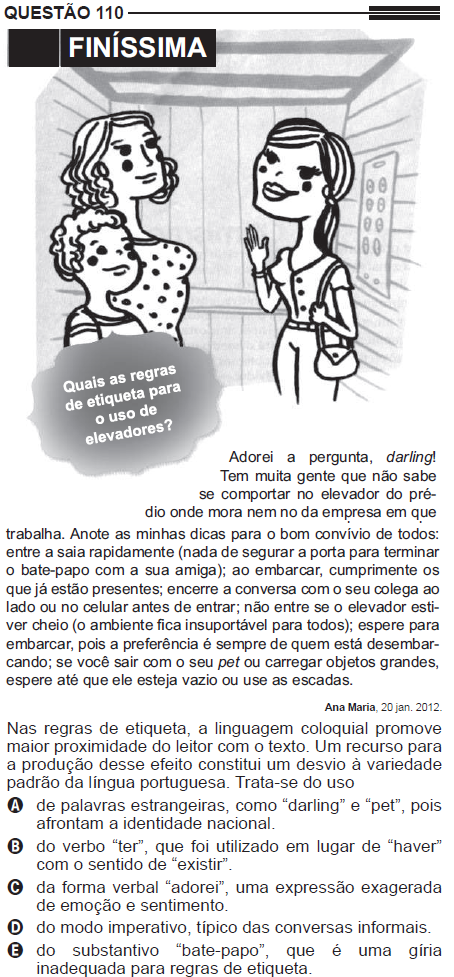 QUESTÃO 110
FINÍSSIMA
Quais as regras
de etiqueta para
o uso de
elevadores?
Adorei a pergunta, darling!
Tem muita gente que não sabe
se comportar no elevador do pré-
dio onde mora nem no da empresa em que
trabalha. Anote as minhas dicas para o bom convívio de todos:
entre a saia rapidamente (nada de segurar a porta para terminar
o bate-papo com a sua amiga); ao embarcar, cumprimente os
que já estão presentes; encerre a conversa com o seu colega ao
lado ou no celular antes de entrar; não entre se o elevador esti-
ver cheio (o ambiente fica insuportável para todos); espere para
embarcar, pois a preferência é sempre de quem está desembar-
cando; se você sair com o seu pet ou carregar objetos grandes,
espere até que ele esteja vazio ou use as escadas.
Ana Maria, 20 jan. 2012.
Nas regras de etiqueta, a linguagem coloquial promove
maior proximidade do leitor com o texto. Um recurso para
a produção desse efeito constitui um desvio à variedade
padrão da língua portuguesa. Trata-se do uso
A de palavras estrangeiras, como “darling” e “pet”, pois
afrontam a identidade nacional.
B do verbo “ter”, que foi utilizado em lugar de “haver”
com o sentido de “existir”.
C da forma verbal “adorei”, uma expressão exagerada
de emoção e sentimento.
D do modo imperativo, típico das conversas informais.
E do substantivo “bate-papo”, que é uma gíria
inadequada para regras de etiqueta.